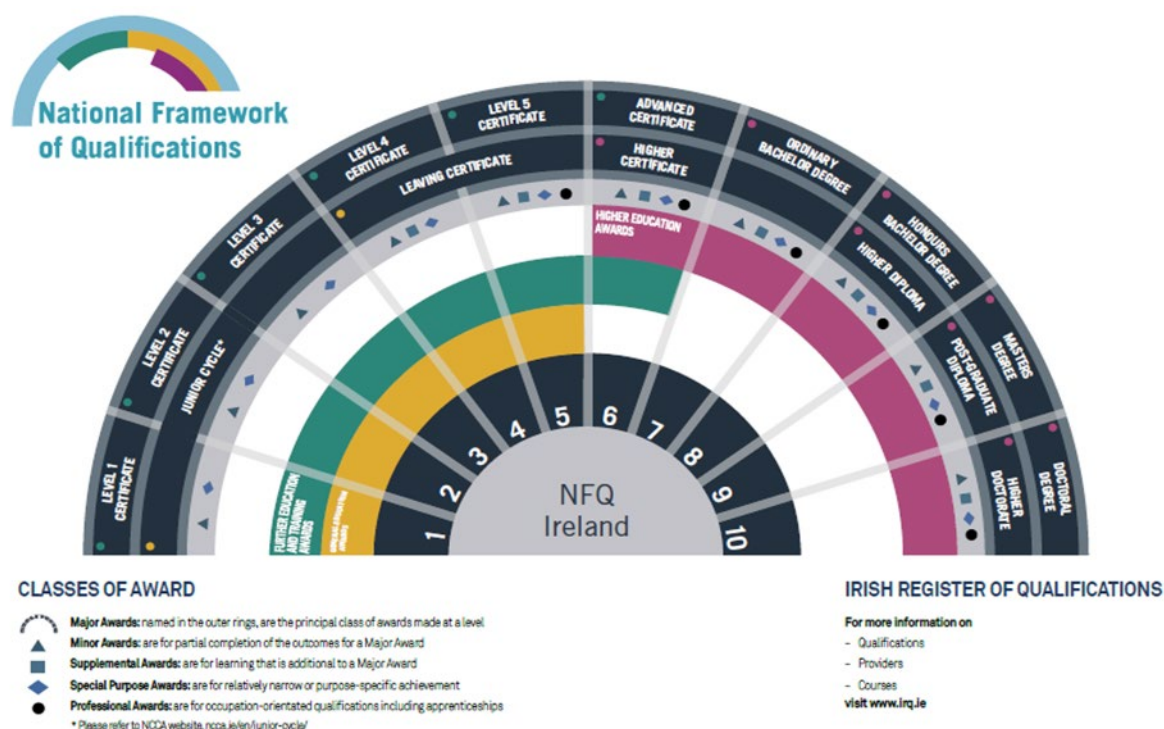 National Framework
of Qualifications
LEVEL 1
CERTIFICATE
LEVEL 2
CERTIFICATE
LEVEL 3
CERTIFICATE
LEVEL 4
CERTIFICATE
LEVEL 5
CERTIFICATE
ADVANCED
CERTIFICATE
ORDINARY
BACHELOR DEGREE
HONOURS
BACHELOR DEGREE
MASTERS
DEGREE
DOCTORAL
DEGREE
JUNIOR CYCLE*
LEAVING CERTIFICATE
HIGHER
CERTIFICATE
HIGHER DIPLOMA
POST-GRADUATE
DIPLOMA
HIGHER
DOCTORATE
HIGHER EDUCATION
AWARDS
FURTHER EDUCATION
AND TRAINING
AWARDS
1
2
3
4
5
6
7
8
9
10
NFQ
Ireland
CLASSES OF AWARD
Major Awards: named in the outer rings, are the principal class of awards made at a level
Minor Awards: are for partial completion of the outcomes for a Major Award
Supplemental Awards: are for learning that is additional to a Major Award
Special Purpose Awards: are for relatively narrow or purpose-specific achievement
Professional Awards: are for occupation-orientated qualifications including apprenticeships
* Please refer to NCCA website, ncca.ie/en/junior-cycle/
IRISH REGISTER OF QUALIFICATIONS
For more information on
- Qualifications
- Providers
- Courses
visit www.irq.ie